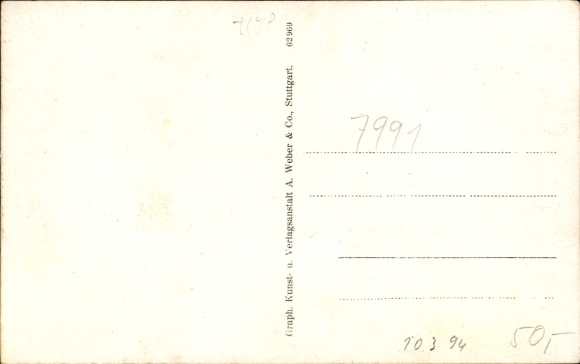 Graph. Kunst- u. Verlagsanstalt A. Weber & Co., Stuttgart. 62969
7991
10.3.94
50,-